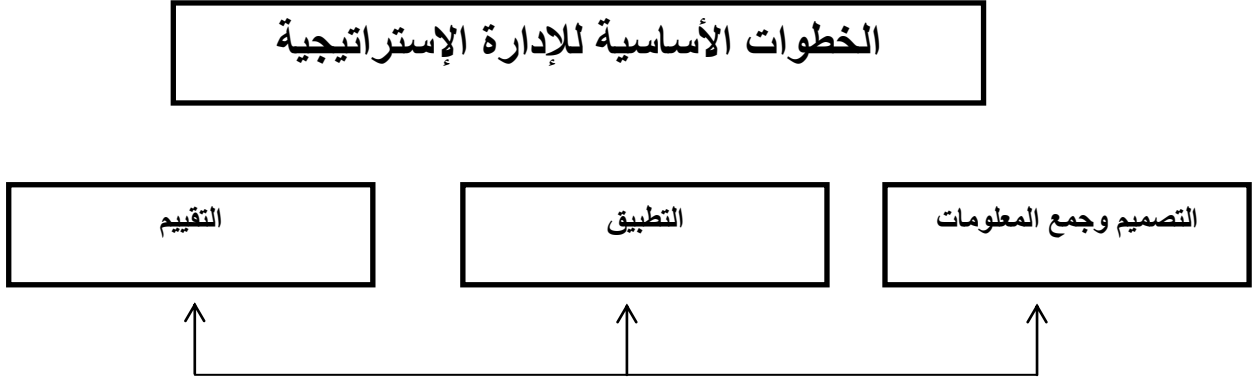 الخطوات الأساسية للإدارة الإستراتيجية
التصميم وجمع المعلومات
التطبيق
التقييم